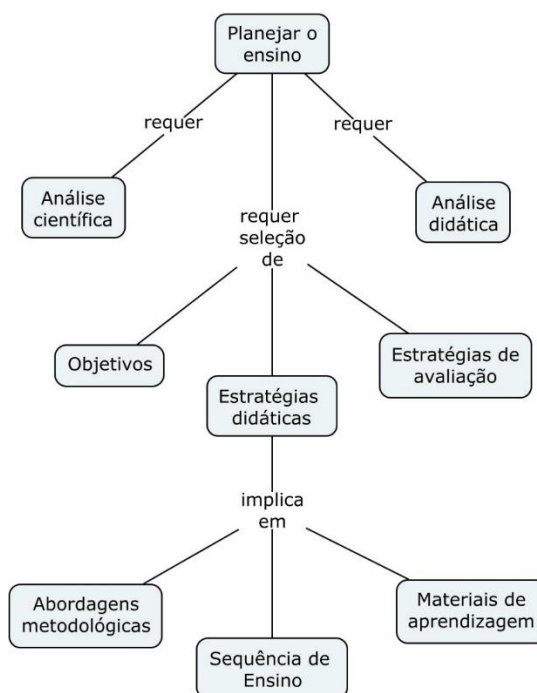 Planejar o
ensino
requer
requer
Análise
científica
Análise
didática
requer
seleção
de
Objetivos
Estratégias de
avaliação
Estratégias
didáticas
implica
em
Abordagens
metodológicas
Materiais de
aprendizagem
Sequência de
Ensino